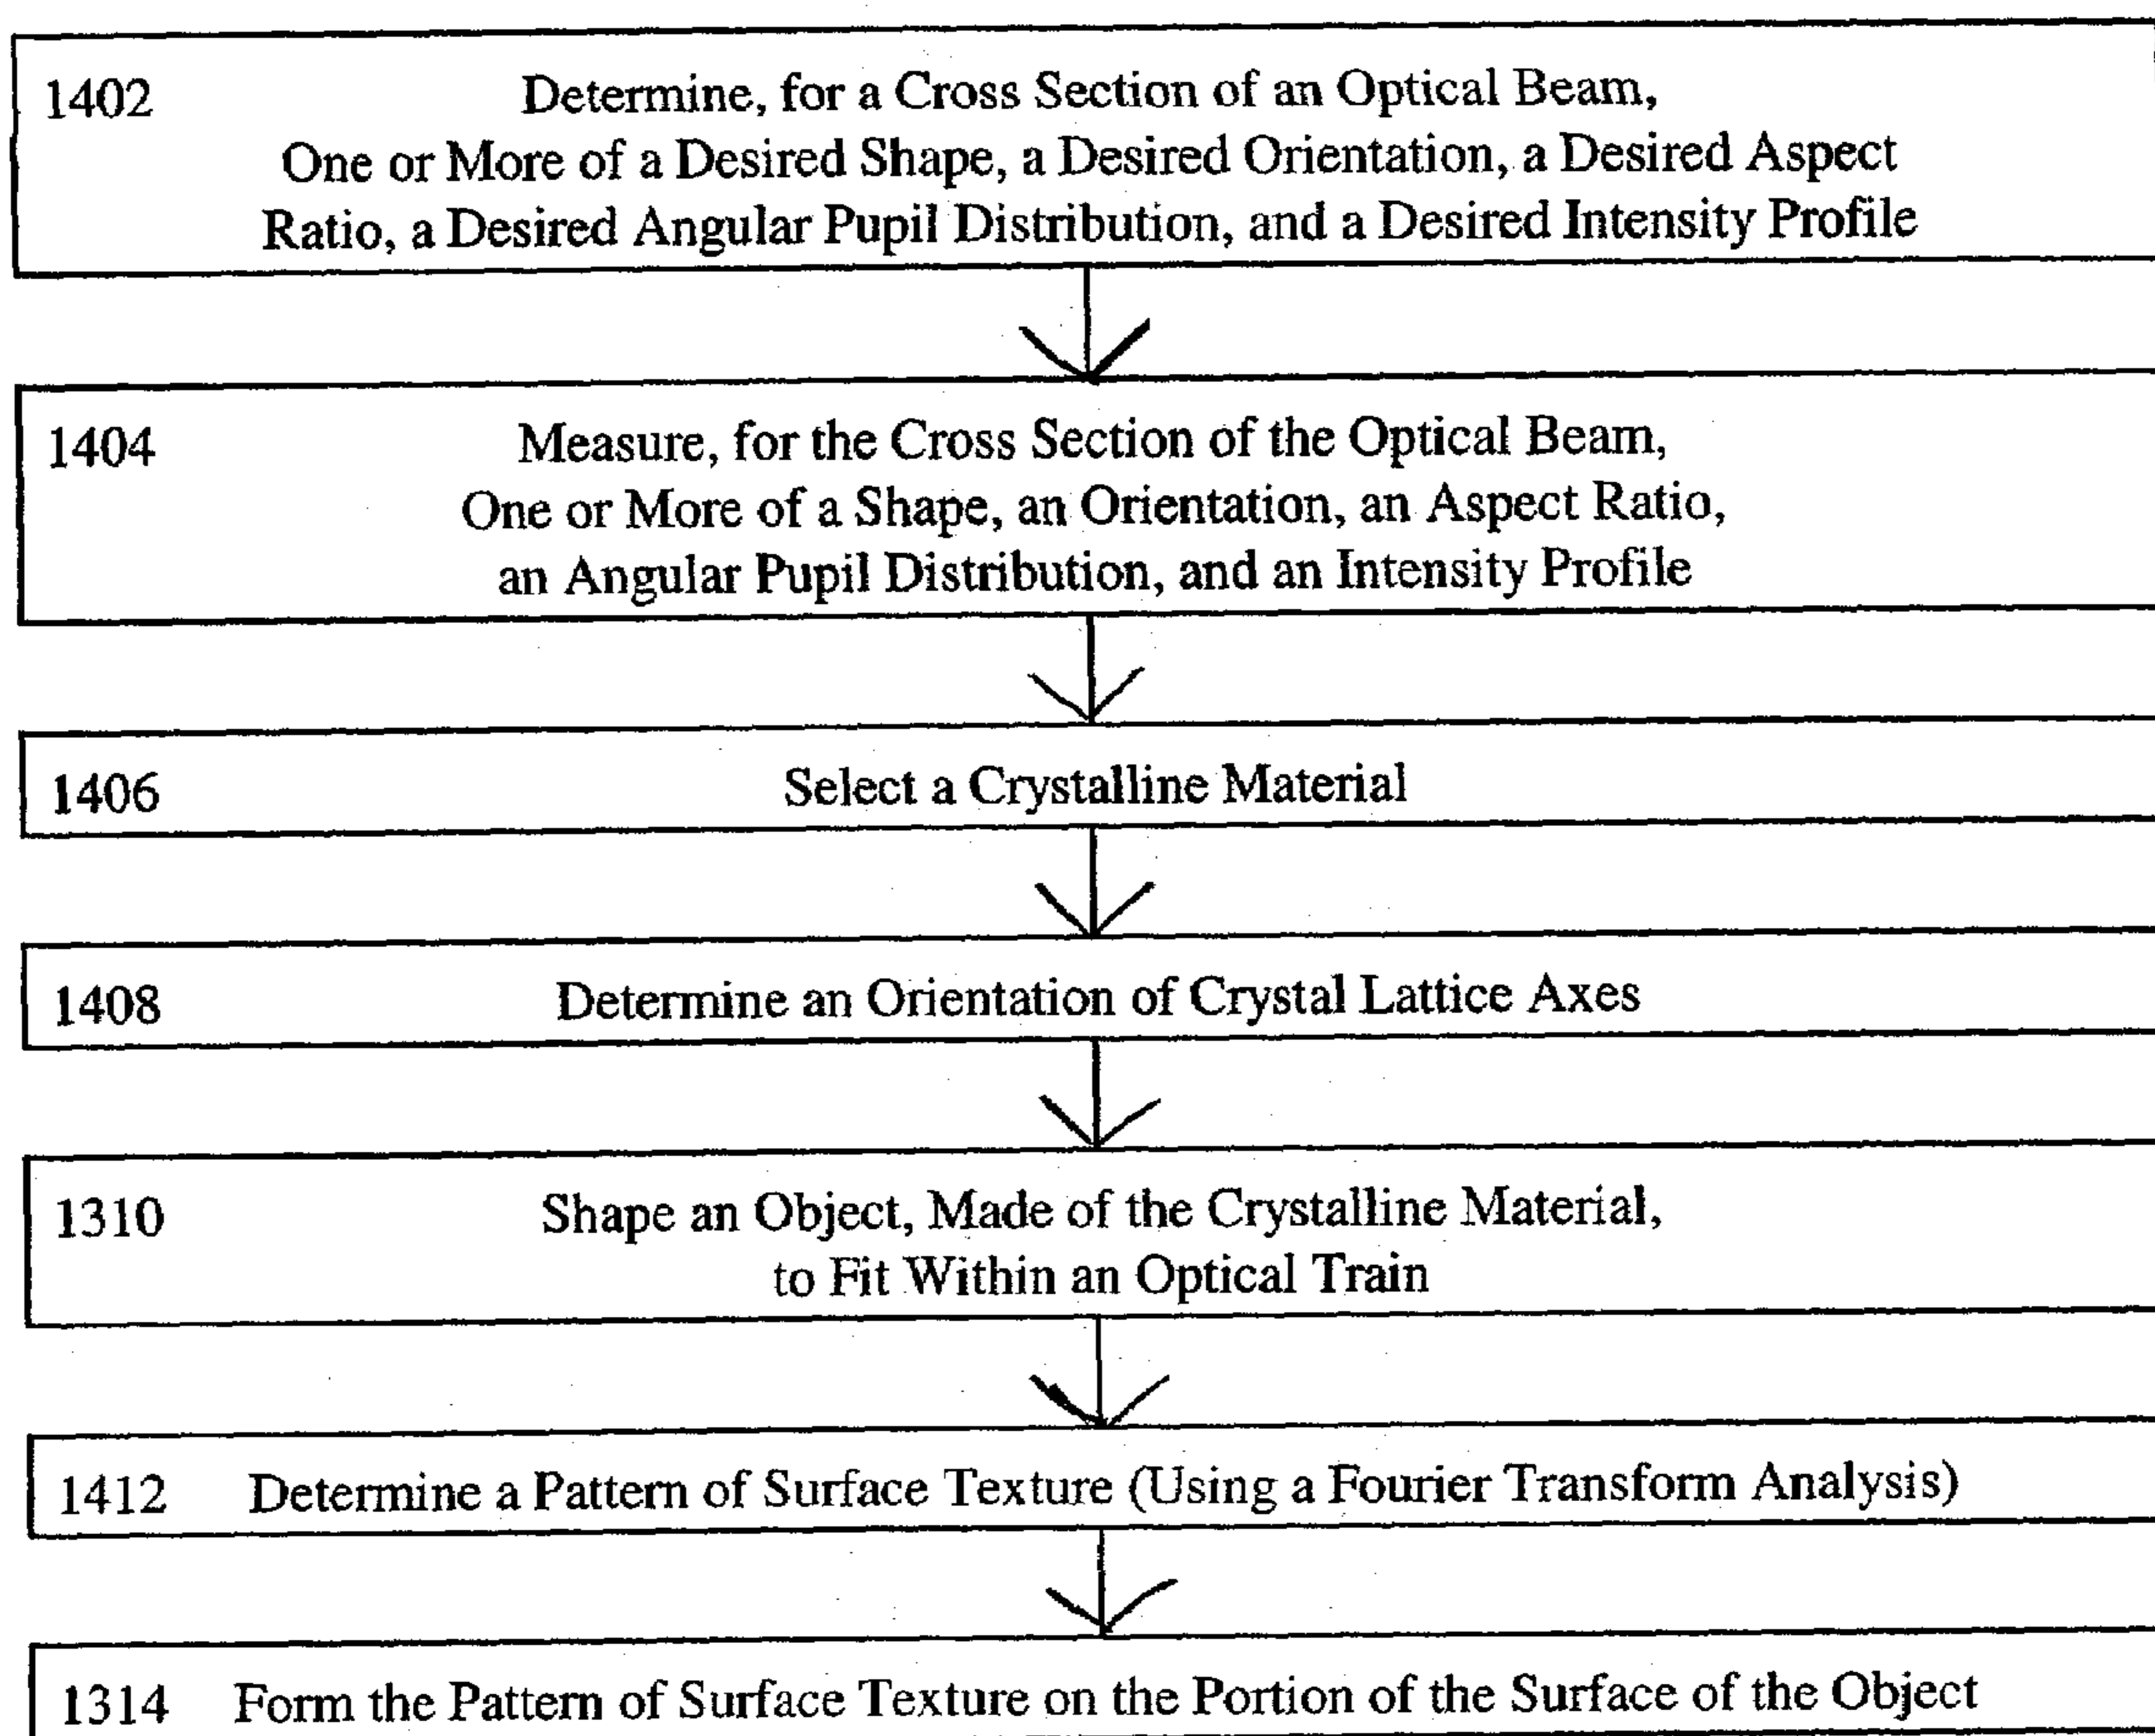 1402 Determine, for a Cross Section of an Optical Beam,
One or More of a Desired Shape, a Desired Orientation, a Desired Aspect
Ratio, a Desired Angular Pupil Distribution, and a Desired Intensity Profile
1404 Measure, for the Cross Section of the Optical Beam,
One or More of a Shape, an Orientation, an Aspect Ratio,
an Angular Pupil Distribution, and an Intensity Profile
1406 Select a Crystalline Material
1408 Determine an Orientation of Crystal Lattice Axes
1310 Shape an Object, Made of the Crystalline Material,
to Fit Within an Optical Train
1412 Determine a Pattern of Surface Texture (Using a Fourier Transform Analysis)
1314 Form the Pattern of Surface Texture on the Portion of the Surface of the Object